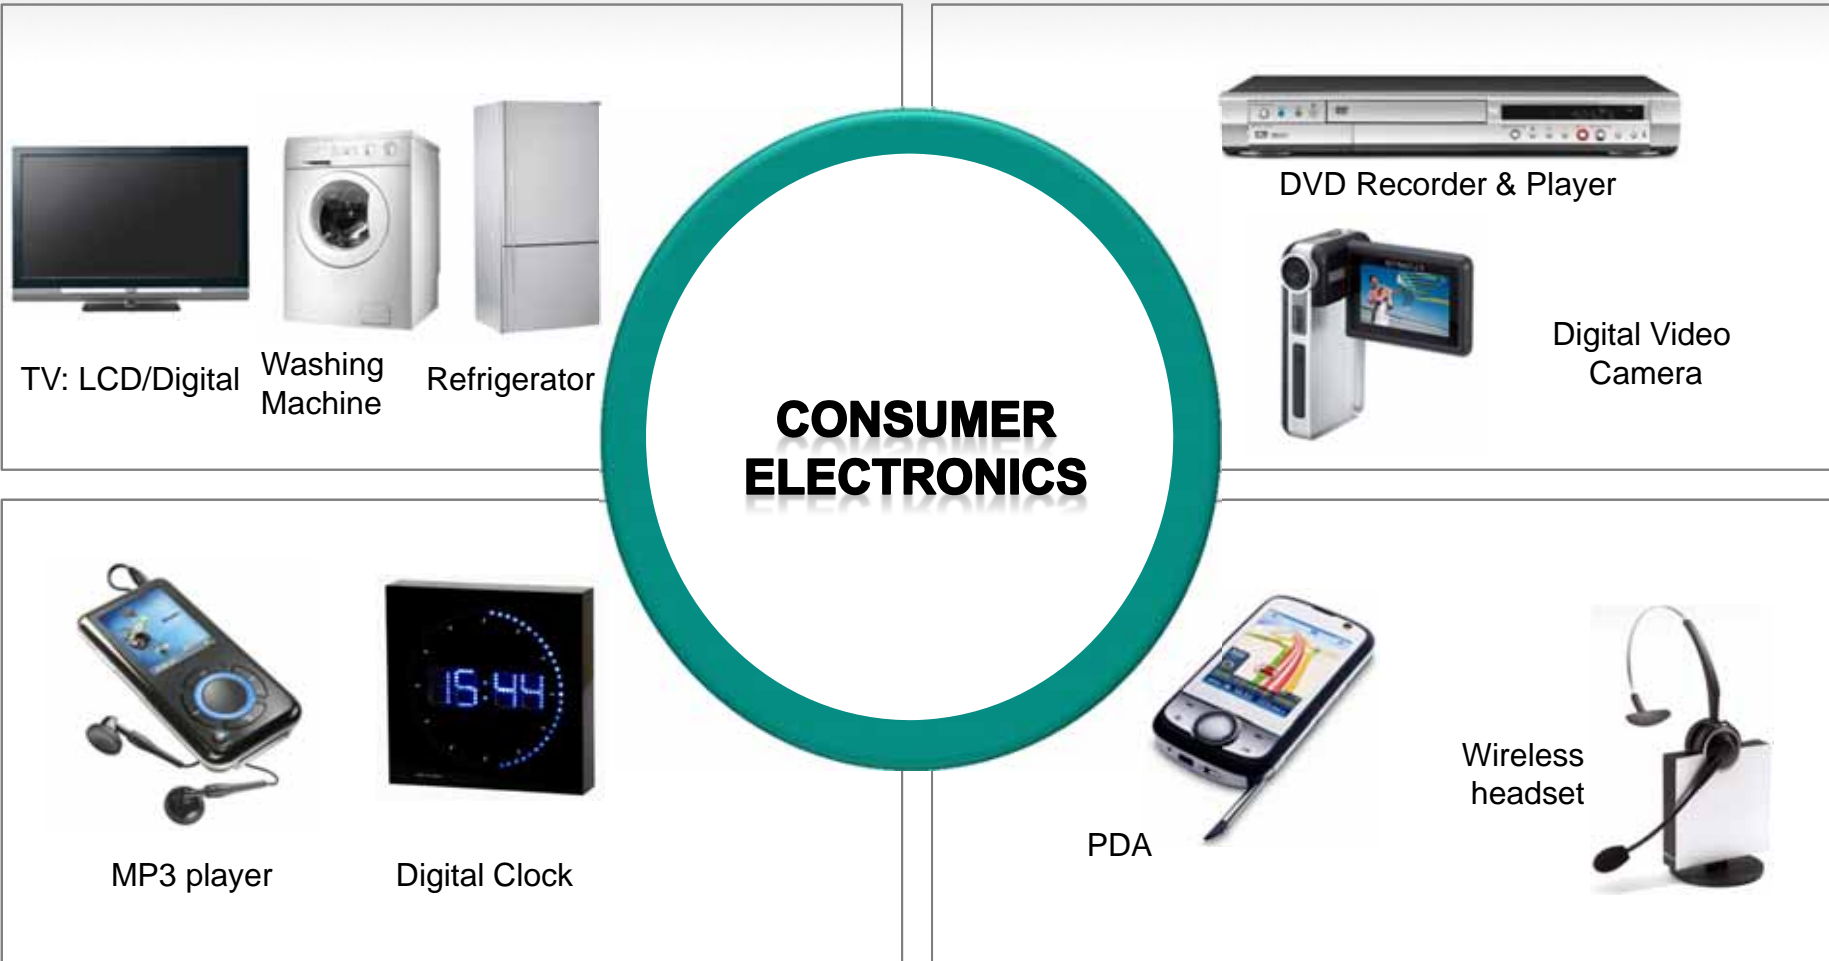 DVD Recorder & Player
TV: LCD/Digital
Washing
Machine
Refrigerator
Digital Video
Camera
CONSUMER
ELECTRONICS
15:44
MP3 player
Digital Clock
PDA
Wireless
headset